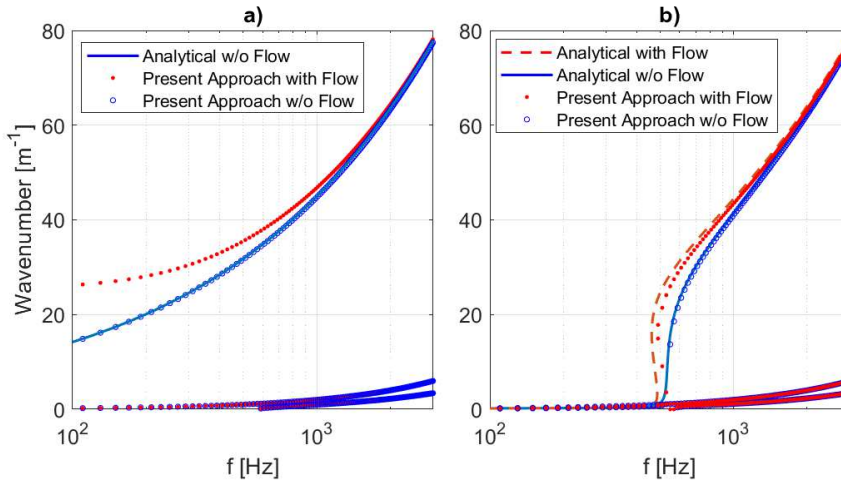 a)
80
60
40
20
0
Wavenumber [m⁻¹]
Analytical w/o Flow
Present Approach with Flow
Present Approach w/o Flow
10²
10³
f [Hz]
b)
80
60
40
20
0
Analytical with Flow
Analytical w/o Flow
Present Approach with Flow
Present Approach w/o Flow
10²
10³
f [Hz]